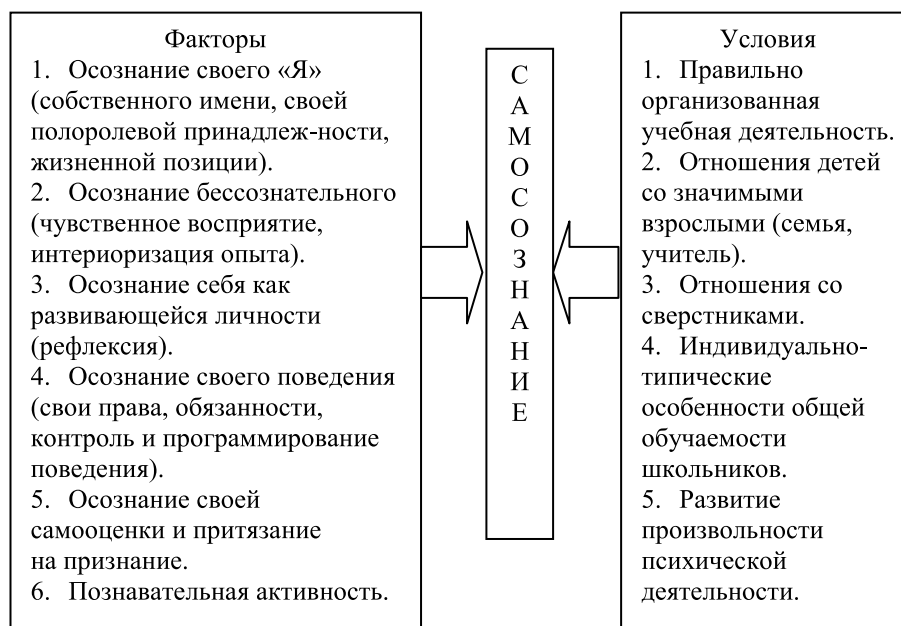 Факторы
1. Осознание своего «Я»
(собственного имени, своей
полоролевой принадлеж-ности,
жизненной позиции).
2. Осознание бессознательного
(чувственное восприятие,
интериоризация опыта).
3. Осознание себя как
развивающейся личности
(рефлексия).
4. Осознание своего поведения
(свои права, обязанности,
контроль и программирование
поведения).
5. Осознание своей
самооценки и притязание
на признание.
6. Познавательная активность.
С
А
М
О
С
О
З
Н
А
Н
И
Е
Условия
1. Правильно
организованная
учебная деятельность.
2. Отношения детей
со значимыми
взрослыми (семья,
учитель).
3. Отношения со
сверстниками.
4. Индивидуально-
типические
особенности общей
обучаемости
школьников.
5. Развитие
произвольности
психической
деятельности.